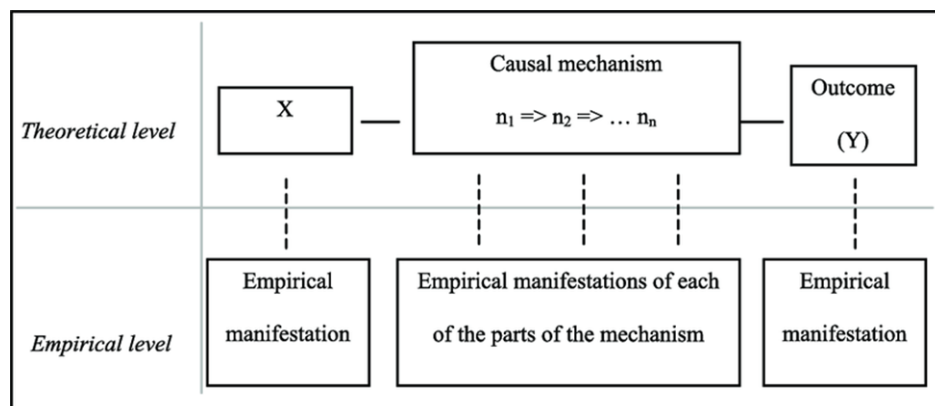 Theoretical level
X
Causal mechanism
n₁ => n₂ => … nₙ
Outcome
(Y)
Empirical level
Empirical
manifestation
Empirical manifestations of each
of the parts of the mechanism
Empirical
manifestation